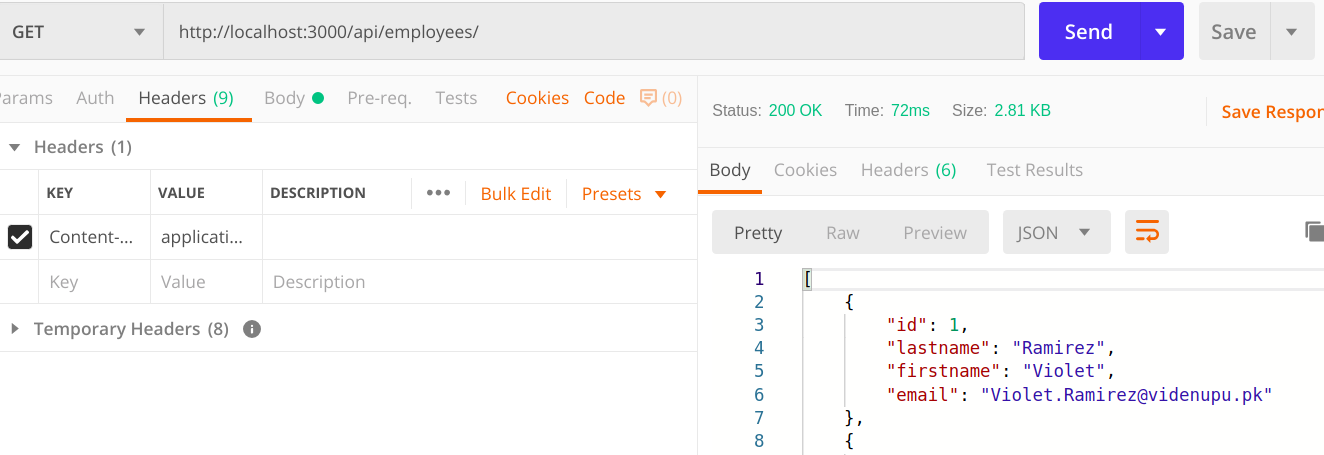 GET http://localhost:3000/api/employees/ Send Save
arams Auth Headers (9) Body Pre-req. Tests Cookies Code (0)
Headers (1)
KEY VALUE DESCRIPTION ••• Bulk Edit Presets
Content-... applicati...
Key Value Description
Temporary Headers (8)
Status: 200 OK Time: 72ms Size: 2.81 KB Save Respon
Body Cookies Headers (6) Test Results
Pretty Raw Preview JSON
1 [
2 {
3 "id": 1,
4 "lastname": "Ramirez",
5 "firstname": "Violet",
6 "email": "Violet.Ramirez@videnupu.pk"
7 },
8 {